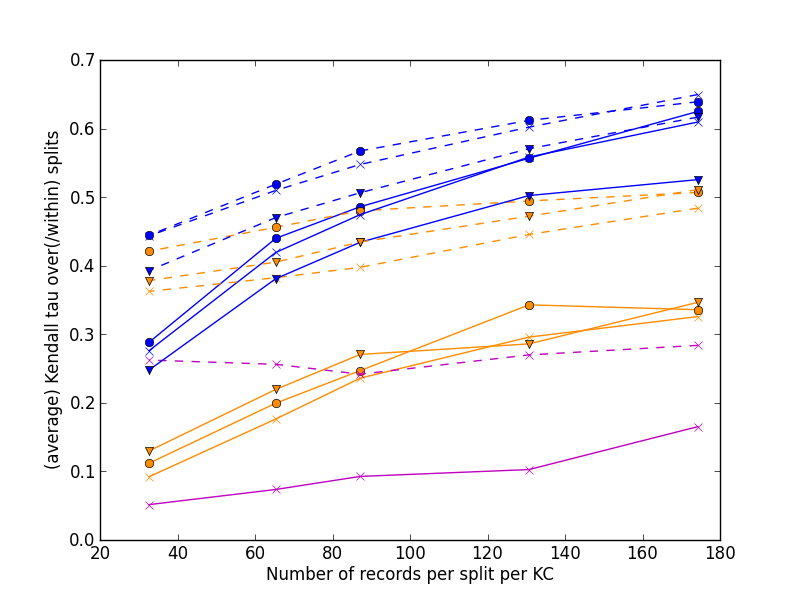 0.7
0.6
0.5
0.4
0.3
0.2
0.1
0.0
20 40 60 80 100 120 140 160 180
Number of records per split per KC
(average) Kendall tau over(/within) splits